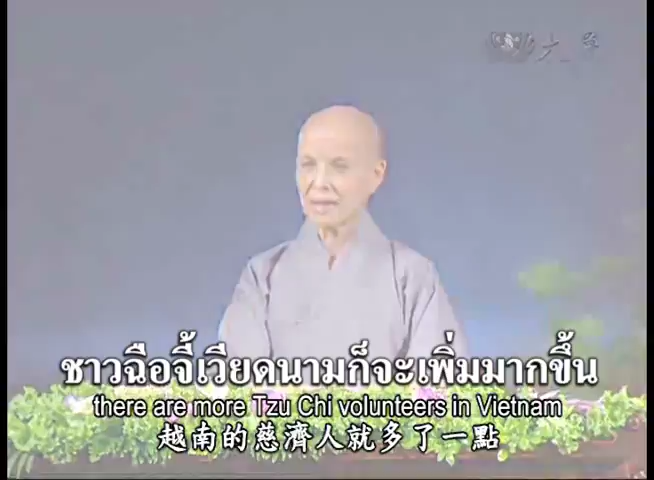 ชาวฉือจี้เวียดนามก็จะเพิ่มมากขึ้น
there are more Tzu Chi volunteers in Vietnam
越南的慈濟人就多了一點